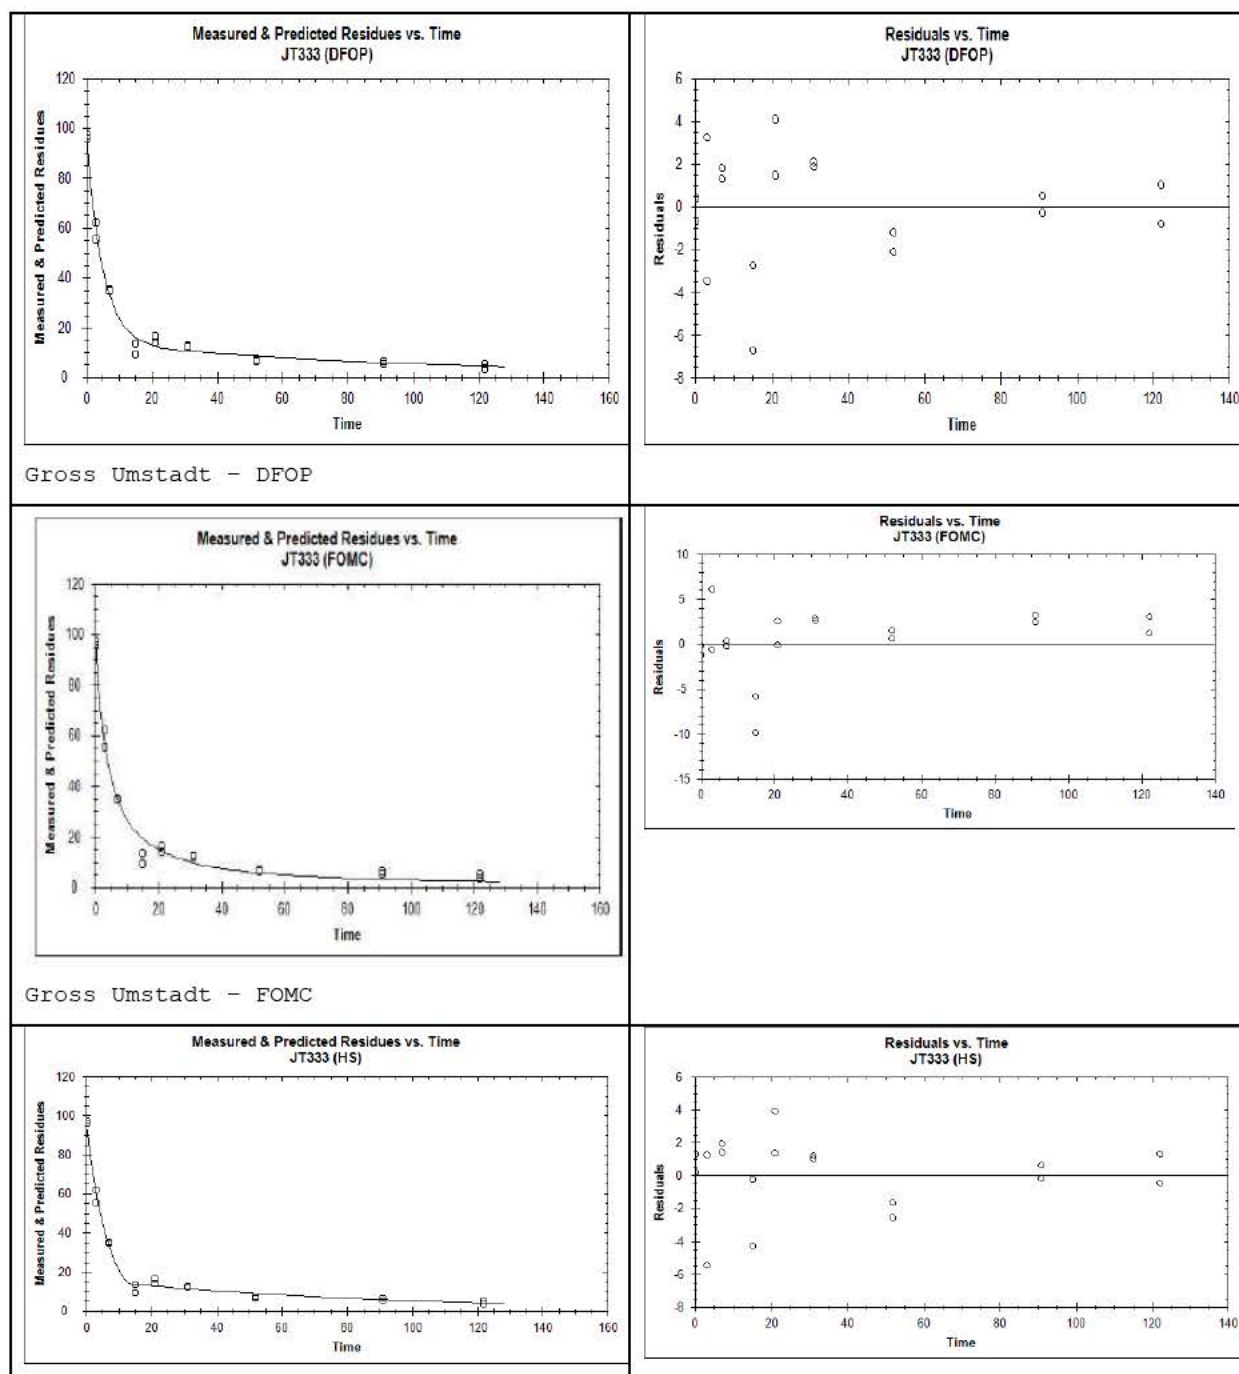 Measured & Predicted Residues vs. Time
JT333 (DFOP)
Measured & Predicted Residues
120
100
80
60
40
20
0
0 20 40 60 80 100 120 140 160
Time
Gross Umstadt – DFOP
Residuals vs. Time
JT333 (DFOP)
Residuals
6
4
2
0
-2
-4
-6
-8
0 20 40 60 80 100 120 140
Time
Measured & Predicted Residues vs. Time
JT333 (FOMC)
Measured & Predicted Residues
120
100
80
60
40
20
0
0 20 40 60 80 100 120 140 160
Time
Gross Umstadt – FOMC
Residuals vs. Time
JT333 (FOMC)
Residuals
10
5
0
-5
-10
-15
0 20 40 60 80 100 120 140
Time
Measured & Predicted Residues vs. Time
JT333 (HS)
Measured & Predicted Residues
120
100
80
60
40
20
0
0 20 40 60 80 100 120 140 160
Time
Residuals vs. Time
JT333 (HS)
Residuals
6
4
2
0
-2
-4
-6
-8
0 20 40 60 80 100 120 140
Time